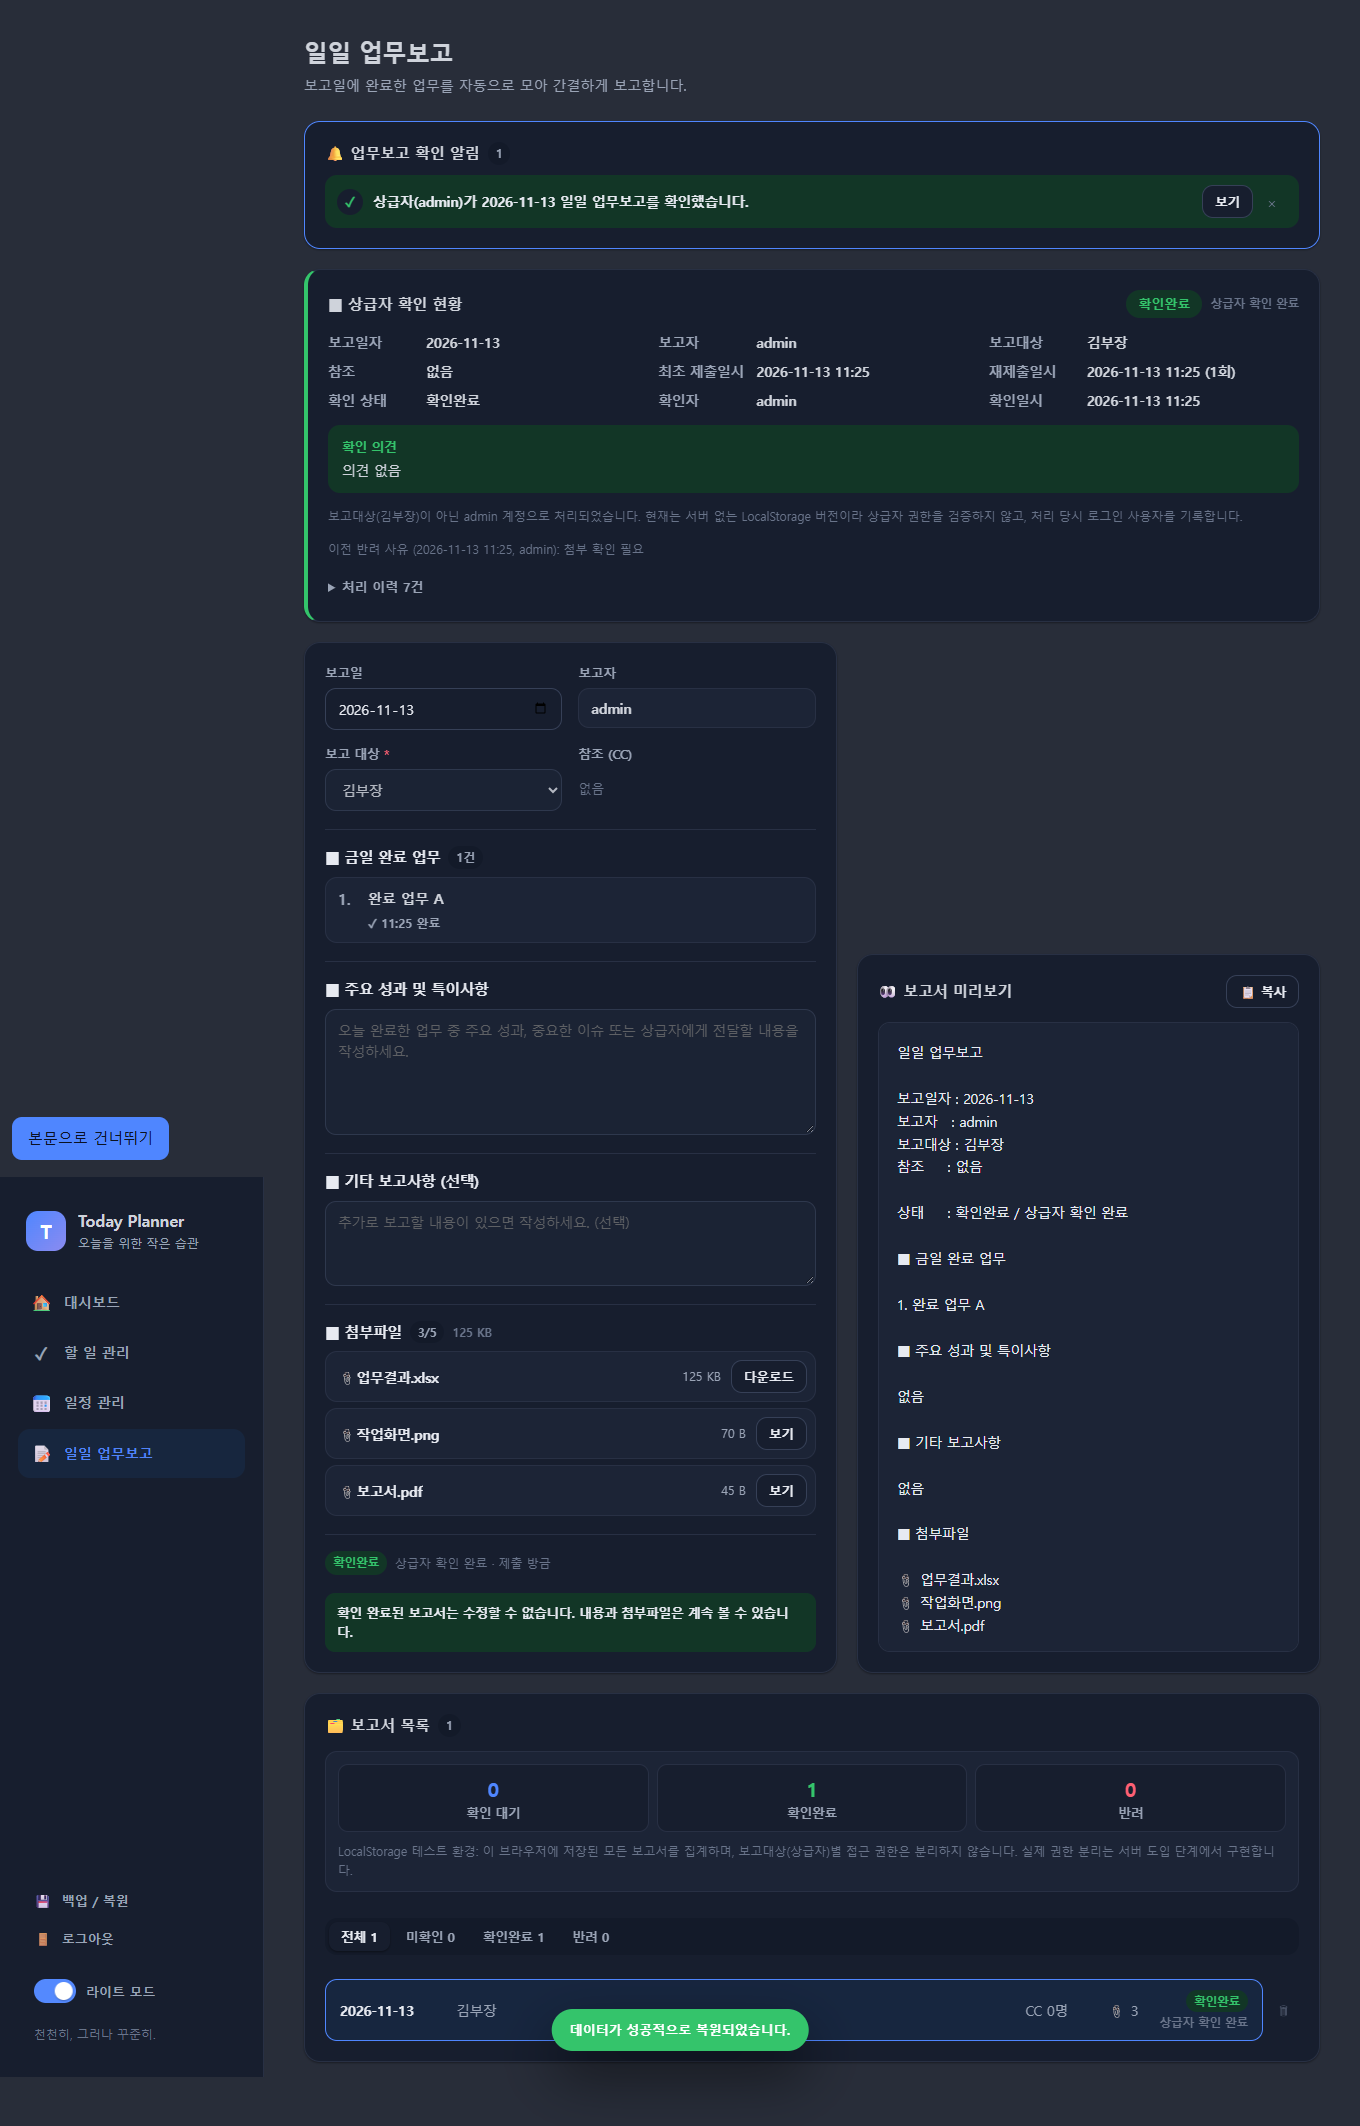 일일 업무보고
보고일에 완료한 업무를 자동으로 모아 간결하게 보고합니다.
업무보고 확인 알림 1
상급자(admin)가 2026-11-13 일일 업무보고를 확인했습니다.
보기 ×
상급자 확인 현황
확인완료 상급자 확인 완료
보고일자 2026-11-13 보고자 admin 보고대상 김부장
참조 없음 최초 제출일시 2026-11-13 11:25 재제출일시 2026-11-13 11:25 (1회)
확인 상태 확인완료 확인자 admin 확인일시 2026-11-13 11:25
확인 의견
의견 없음
보고대상(김부장)이 아닌 admin 계정으로 처리되었습니다. 현재는 서버 없는 LocalStorage 버전이라 상급자 권한을 검증하지 않고, 처리 당시 로그인 사용자를 기록합니다.
이전 반려 사유 (2026-11-13 11:25, admin): 첨부 확인 필요
▶ 처리 이력 7건
보고일 보고자
2026-11-13 admin
보고 대상 * 참조 (CC)
김부장 없음
■ 금일 완료 업무 1건
1. 완료 업무 A
✓ 11:25 완료
■ 주요 성과 및 특이사항
오늘 완료한 업무 중 주요 성과, 중요한 이슈 또는 상급자에게 전달할 내용을
작성하세요.
■ 기타 보고사항 (선택)
추가로 보고할 내용이 있으면 작성하세요. (선택)
■ 첨부파일 3/5 125 KB
업무결과.xlsx 125 KB 다운로드
작업화면.png 70 B 보기
보고서.pdf 45 B 보기
확인완료 상급자 확인 완료 · 제출 방금
확인 완료된 보고서는 수정할 수 없습니다. 내용과 첨부파일은 계속 볼 수 있습니
다.
보고서 미리보기 복사
일일 업무보고
보고일자 : 2026-11-13
보고자 : admin
보고대상 : 김부장
참조 : 없음
상태 : 확인완료 / 상급자 확인 완료
■ 금일 완료 업무
1. 완료 업무 A
■ 주요 성과 및 특이사항
없음
■ 기타 보고사항
없음
■ 첨부파일
업무결과.xlsx
작업화면.png
보고서.pdf
본문으로 건너뛰기
T
Today Planner
오늘을 위한 작은 습관
대시보드
할 일 관리
일정 관리
일일 업무보고
백업 / 복원
로그아웃
라이트 모드
천천히, 그러나 꾸준히.
보고서 목록 1
0 1 0
확인 대기 확인완료 반려
LocalStorage 테스트 환경: 이 브라우저에 저장된 모든 보고서를 집계하며, 보고대상(상급자)별 접근 권한은 분리하지 않습니다. 실제 권한 분리는 서버 도입 단계에서 구현합니
다.
전체 1 미확인 0 확인완료 1 반려 0
2026-11-13 김부장 CC 0명 3 확인완료
상급자 확인 완료
데이터가 성공적으로 복원되었습니다.